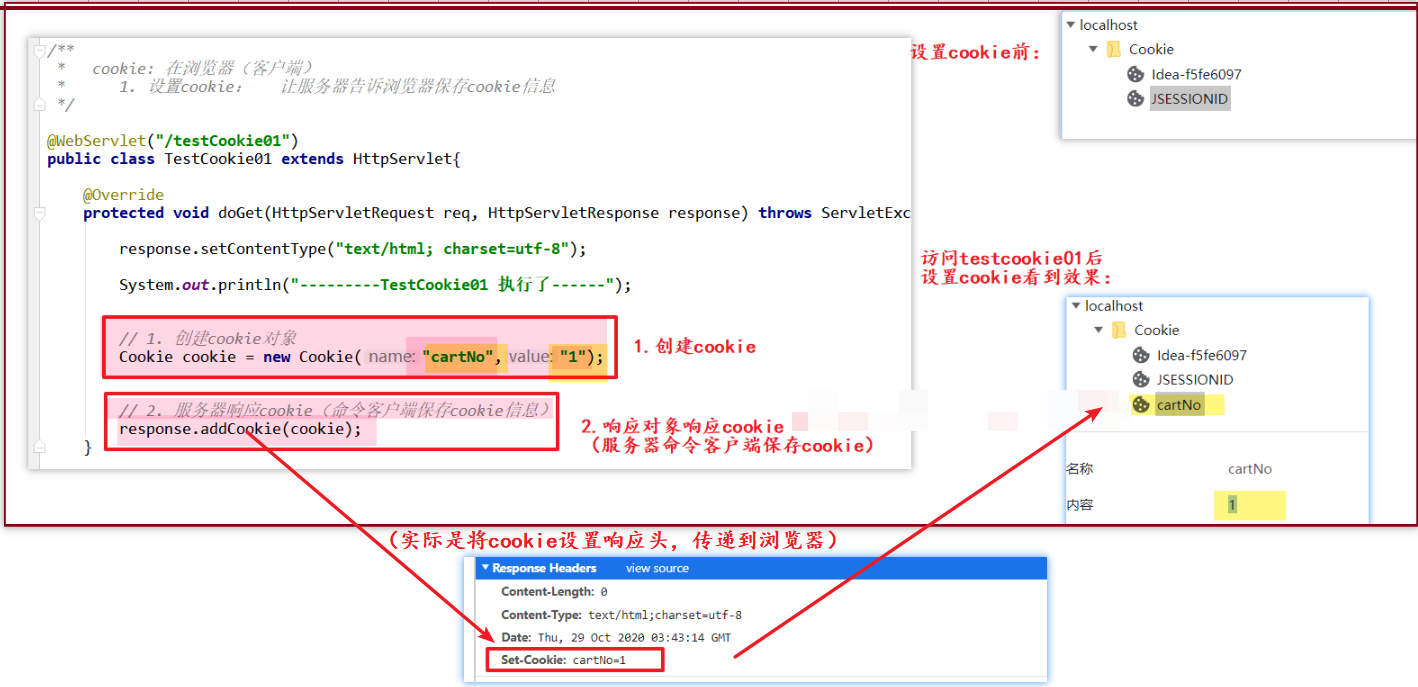 /**
 *   cookie: 在浏览器（客户端）
 *      1. 设置cookie：   让服务器告诉浏览器保存cookie信息
 */
@WebServlet("/testCookie01")
public class TestCookie01 extends HttpServlet{
@Override
protected void doGet(HttpServletRequest req, HttpServletResponse response) throws ServletExc
response.setContentType("text/html; charset=utf-8");
System.out.println("---------TestCookie01 执行了------");
// 1. 创建cookie对象
Cookie cookie = new Cookie( name: "cartNo", value: "1");
// 2. 服务器响应cookie（命令客户端保存cookie信息）
response.addCookie(cookie);
}
1.创建cookie
2.响应对象响应cookie
（服务器命令客户端保存cookie）
设置cookie前：
localhost
Cookie
Idea-f5fe6097
JSESSIONID
访问testcookie01后
设置cookie看到效果：
localhost
Cookie
Idea-f5fe6097
JSESSIONID
cartNo
名称 cartNo
内容 1
（实际是将cookie设置响应头，传递到浏览器）
Response Headers view source
Content-Length: 0
Content-Type: text/html;charset=utf-8
Date: Thu, 29 Oct 2020 03:43:14 GMT
Set-Cookie: cartNo=1